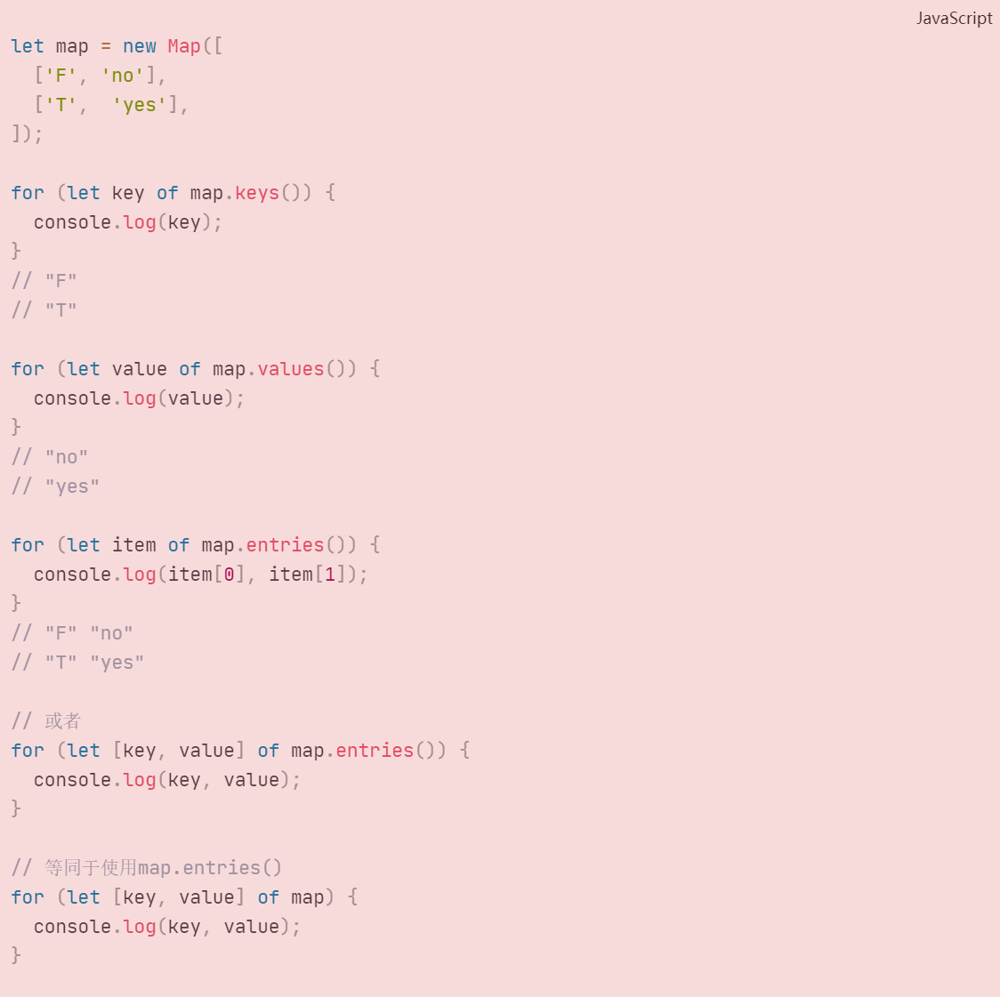 JavaScript
let map = new Map([
  ['F', 'no'],
  ['T',  'yes'],
]);

for (let key of map.keys()) {
  console.log(key);
}
// "F"
// "T"

for (let value of map.values()) {
  console.log(value);
}
// "no"
// "yes"

for (let item of map.entries()) {
  console.log(item[0], item[1]);
}
// "F" "no"
// "T" "yes"

// 或者
for (let [key, value] of map.entries()) {
  console.log(key, value);
}

// 等同于使用map.entries()
for (let [key, value] of map) {
  console.log(key, value);
}